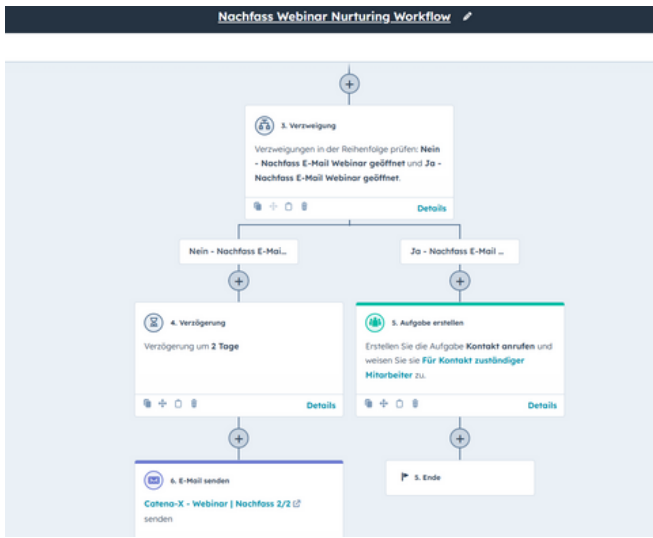 Nachfass Webinar Nurturing Workflow
3. Verzweigung
Verzweigungen in der Reihenfolge prüfen: Nein
- Nachfass E-Mail Webinar geöffnet und Ja -
Nachfass E-Mail Webinar geöffnet.
Details
Nein - Nachfass E-Mai...
Ja - Nachfass E-Mail ...
4. Verzögerung
Verzögerung um 2 Tage
Details
5. Aufgabe erstellen
Erstellen Sie die Aufgabe Kontakt anrufen und
weisen Sie sie Für Kontakt zuständiger
Mitarbeiter zu.
Details
6. E-Mail senden
Catena-X - Webinar | Nachfass 2/2
senden
5. Ende